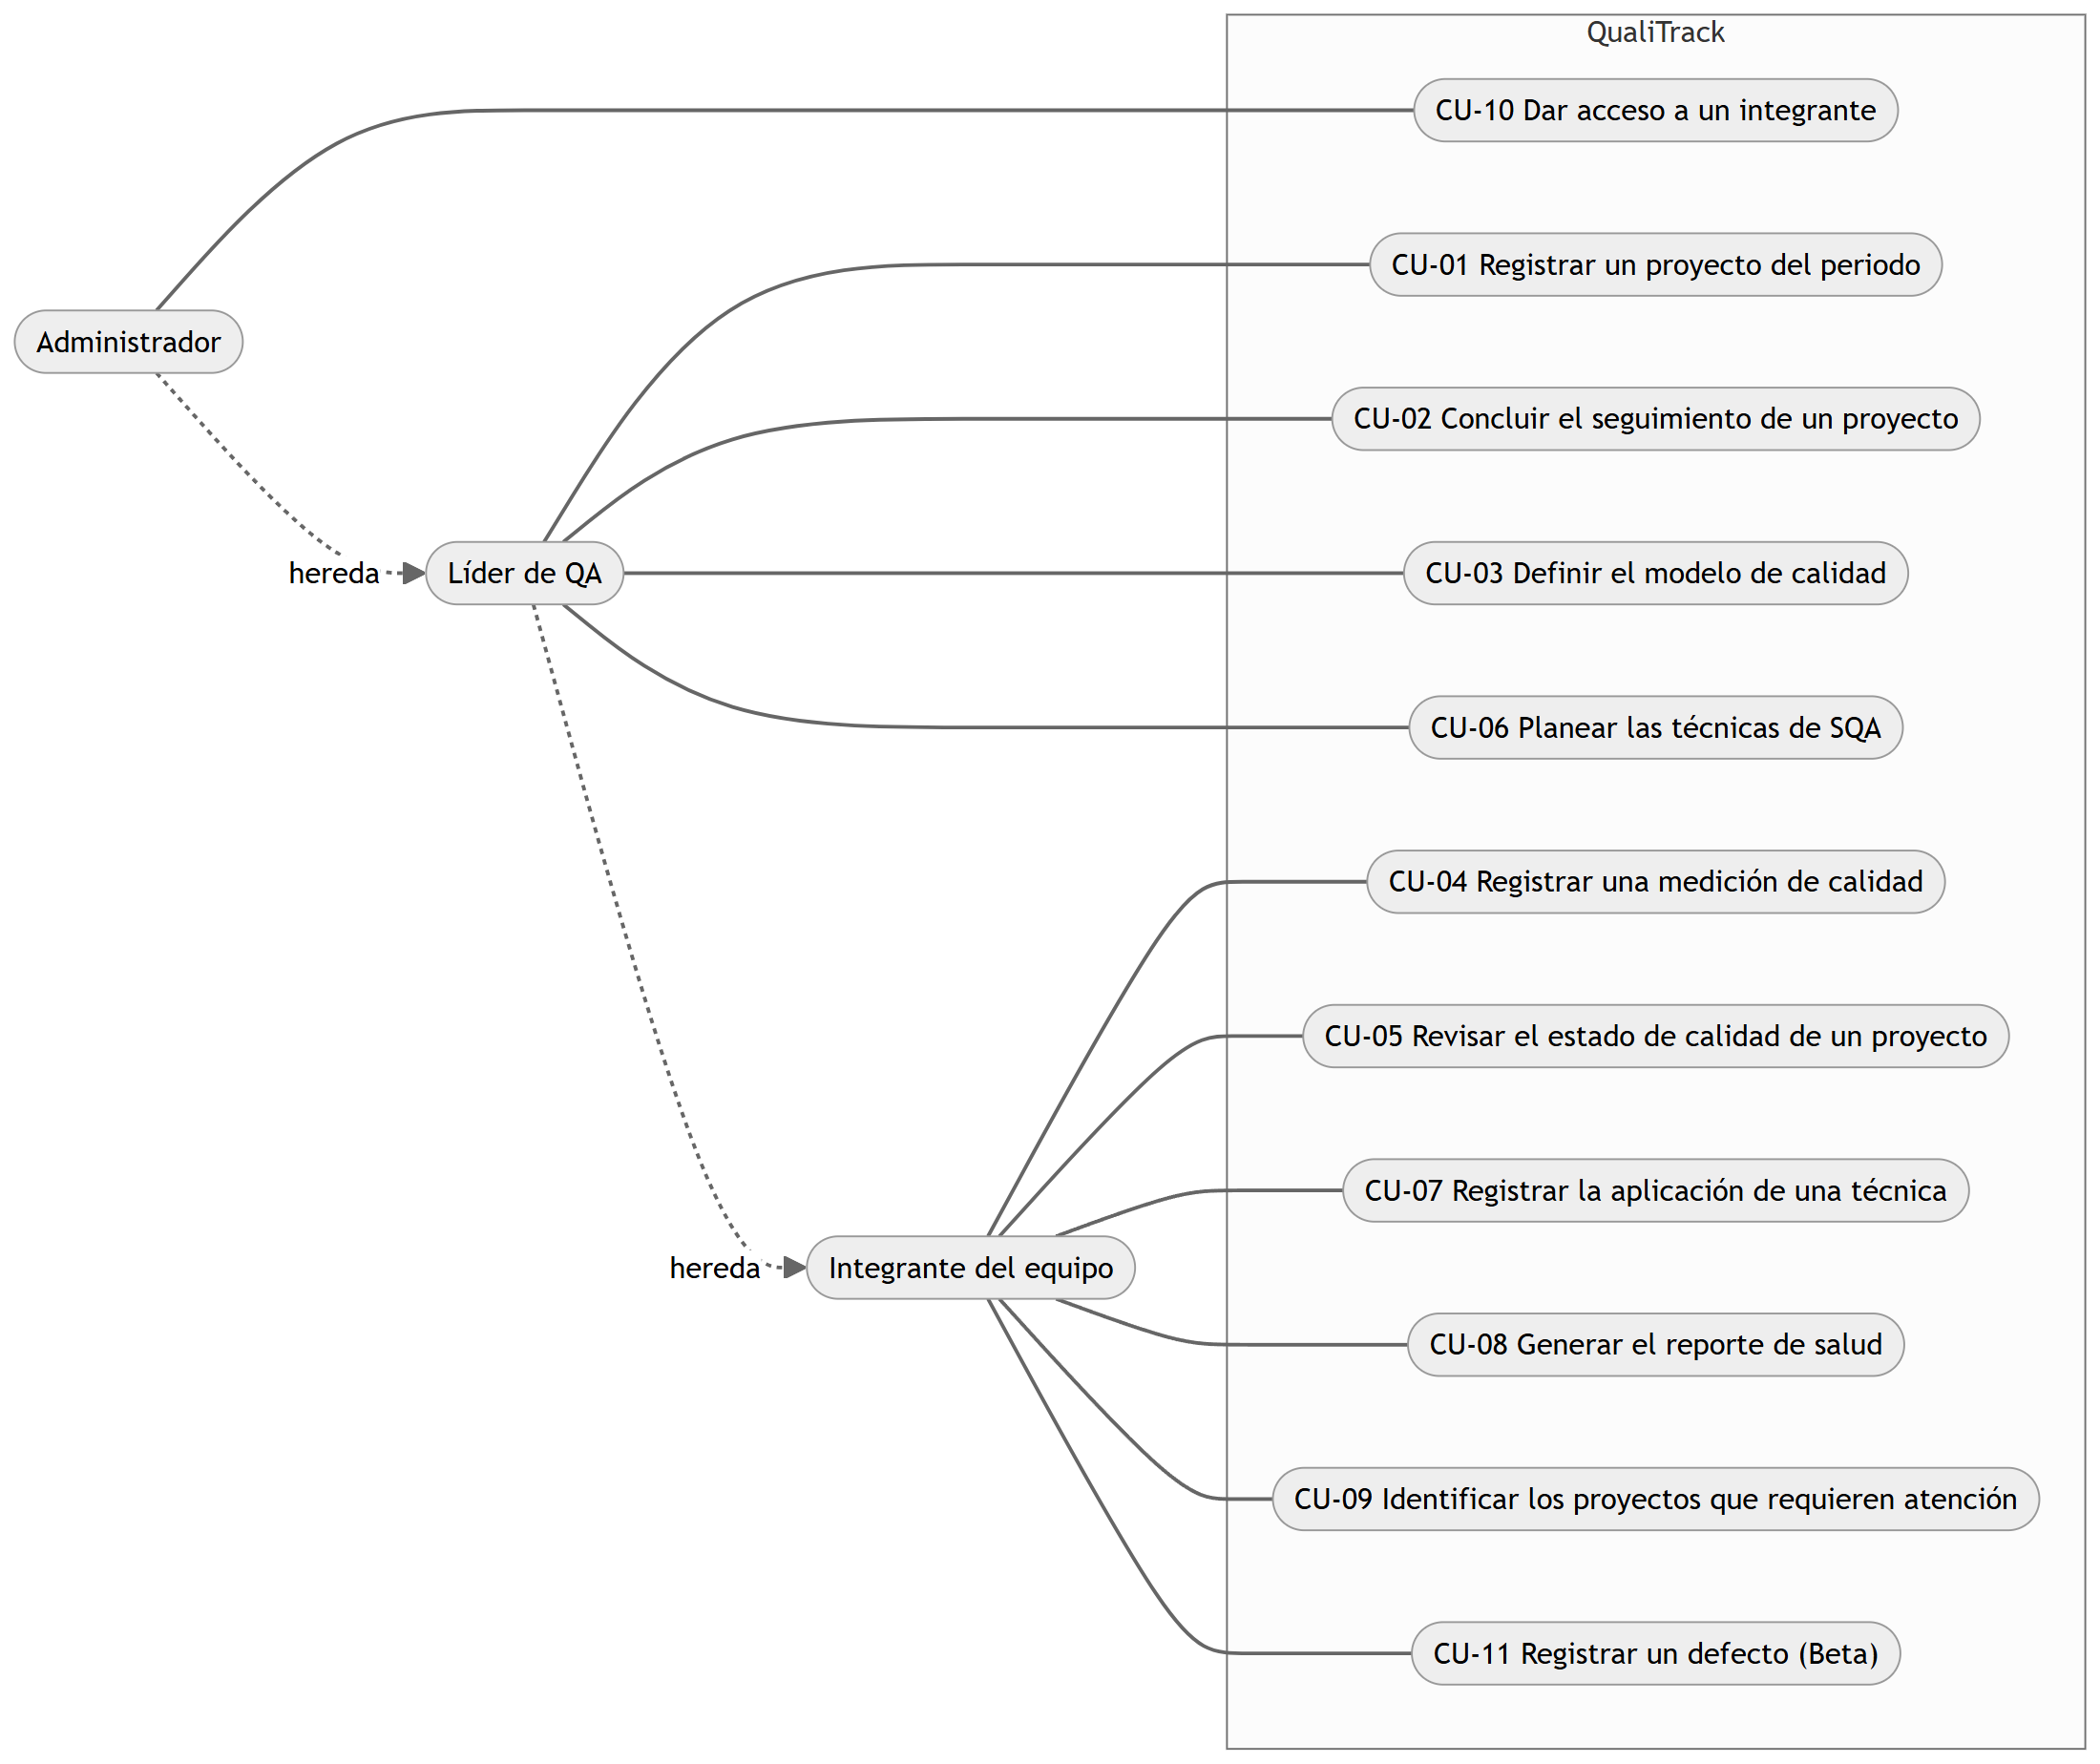 QualiTrack
CU-10 Dar acceso a un integrante
CU-01 Registrar un proyecto del periodo
Administrador
CU-02 Concluir el seguimiento de un proyecto
hereda
Líder de QA
CU-03 Definir el modelo de calidad
CU-06 Planear las técnicas de SQA
CU-04 Registrar una medición de calidad
CU-05 Revisar el estado de calidad de un proyecto
CU-07 Registrar la aplicación de una técnica
hereda
Integrante del equipo
CU-08 Generar el reporte de salud
CU-09 Identificar los proyectos que requieren atención
CU-11 Registrar un defecto (Beta)